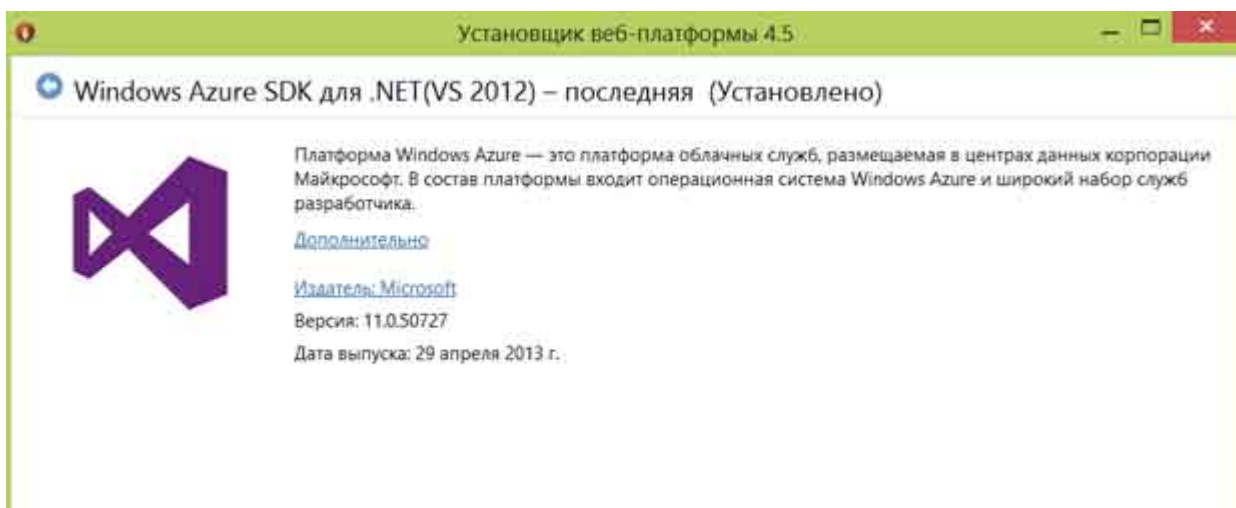 Установщик веб-платформы 4.5
Windows Azure SDK для .NET(VS 2012) – последняя (Установлено)
Платформа Windows Azure — это платформа облачных служб, размещаемая в центрах данных корпорации
Майкрософт. В состав платформы входит операционная система Windows Azure и широкий набор служб
разработчика.
Дополнительно
Издатель: Microsoft
Версия: 11.0.50727
Дата выпуска: 29 апреля 2013 г.